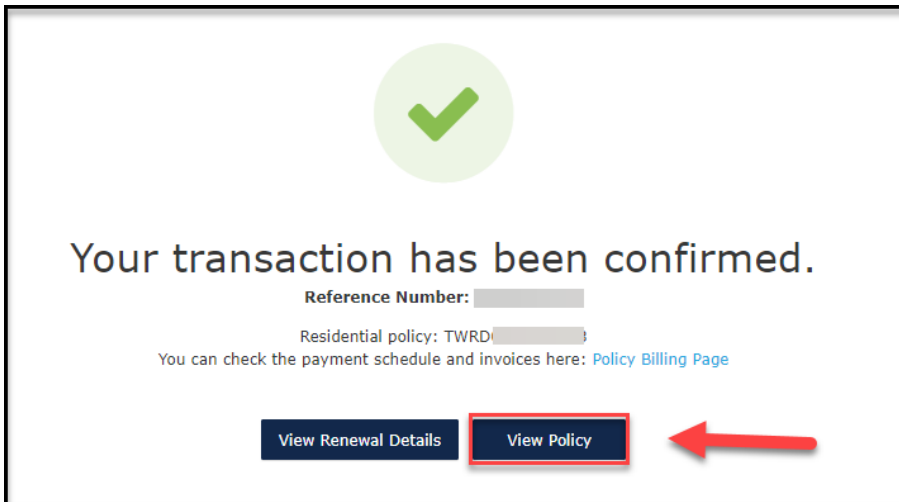 Your transaction has been confirmed.
Reference Number:
Residential policy: TWRD
You can check the payment schedule and invoices here: Policy Billing Page
View Renewal Details
View Policy